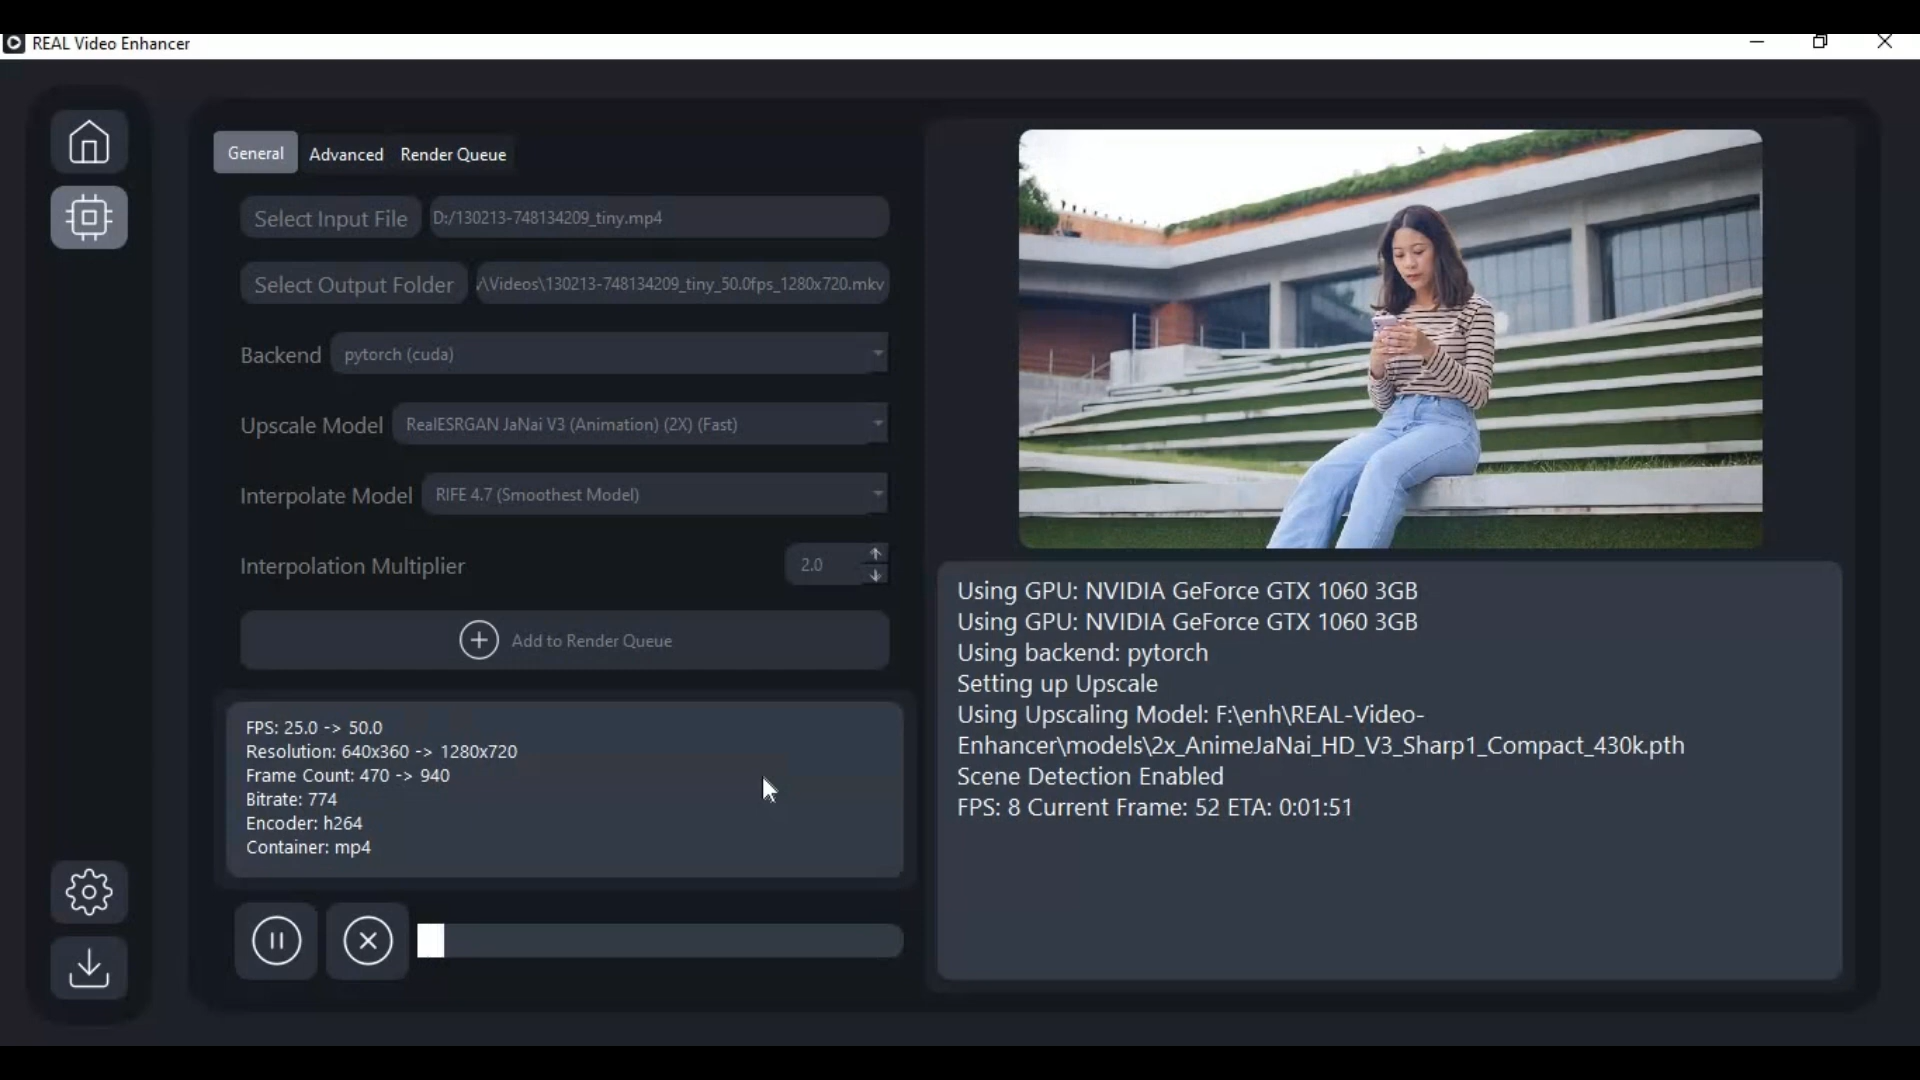 REAL Video Enhancer
General
Advanced
Render Queue
Select Input File
D:/130213-748134209_tiny.mp4
Select Output Folder
\Videos\130213-748134209_tiny_50.0fps_1280x720.mkv
Backend
pytorch (cuda)
Upscale Model
RealESRGAN JaNai V3 (Animation) (2X) (Fast)
Interpolate Model
RIFE 4.7 (Smoothest Model)
Interpolation Multiplier
2.0
Add to Render Queue
FPS: 25.0 -> 50.0
Resolution: 640x360 -> 1280x720
Frame Count: 470 -> 940
Bitrate: 774
Encoder: h264
Container: mp4
Using GPU: NVIDIA GeForce GTX 1060 3GB
Using GPU: NVIDIA GeForce GTX 1060 3GB
Using backend: pytorch
Setting up Upscale
Using Upscaling Model: F:\enh\REAL-Video-
Enhancer\models\2x_AnimeJaNai_HD_V3_Sharp1_Compact_430k.pth
Scene Detection Enabled
FPS: 8 Current Frame: 52 ETA: 0:01:51